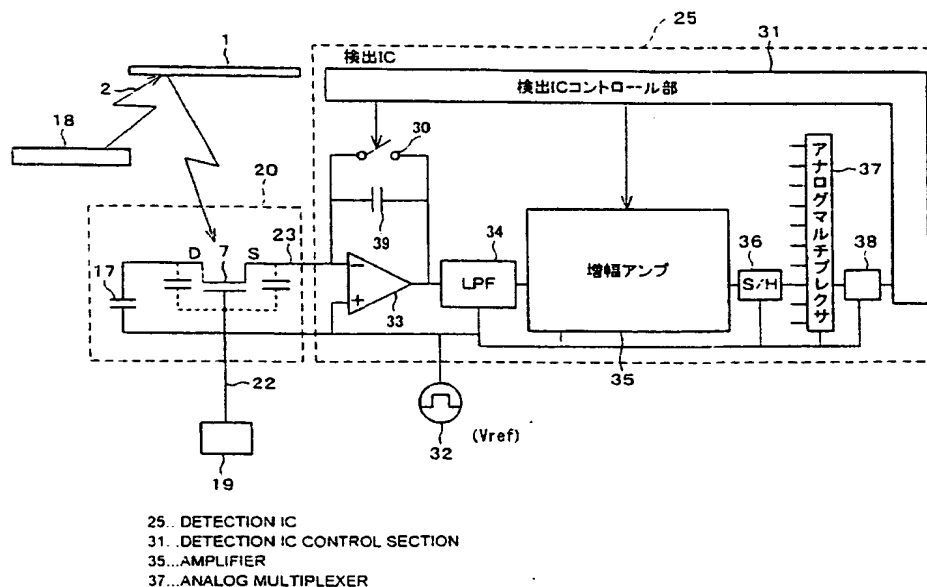 25
1
31
検出IC
検出ICコントロール部
2
18
30
20
39
34
37
アナログマルチプレクサ
D
7
S
23
36
38
17
LPF
増幅アンプ
S/H
33
22
35
(Vref)
32
19
25.. DETECTION IC
31. .DETECTION IC CONTROL SECTION
35...AMPLIFIER
37...ANALOG MULTIPLEXER